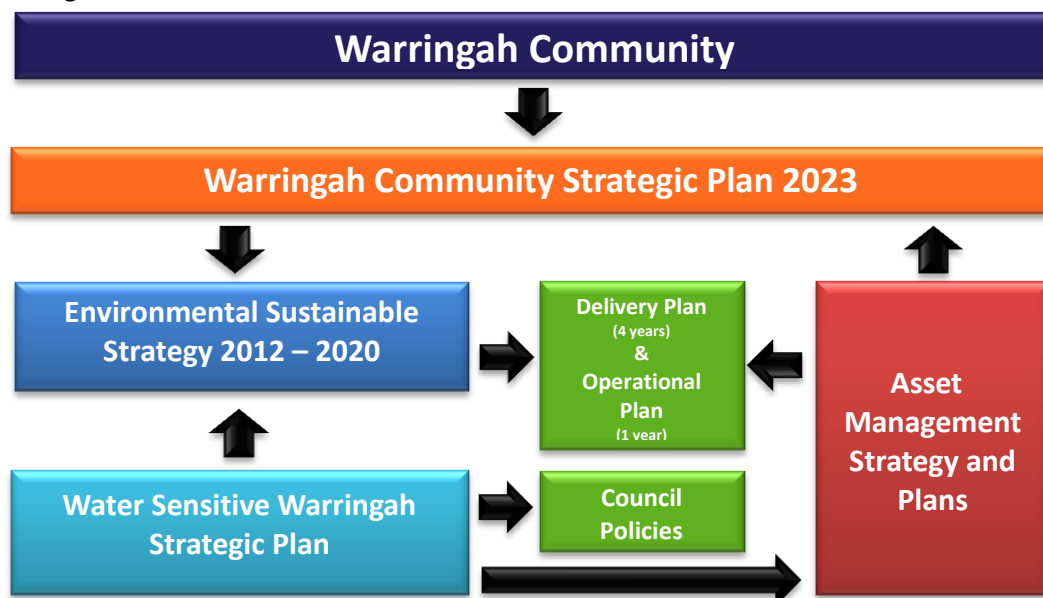 Warringah Community
Warringah Community Strategic Plan 2023
Environmental Sustainable
Strategy 2012 – 2020
Delivery Plan
(4 years)
&
Operational
Plan
(1 year)
Asset
Management
Strategy and
Plans
Water Sensitive Warringah
Strategic Plan
Council
Policies